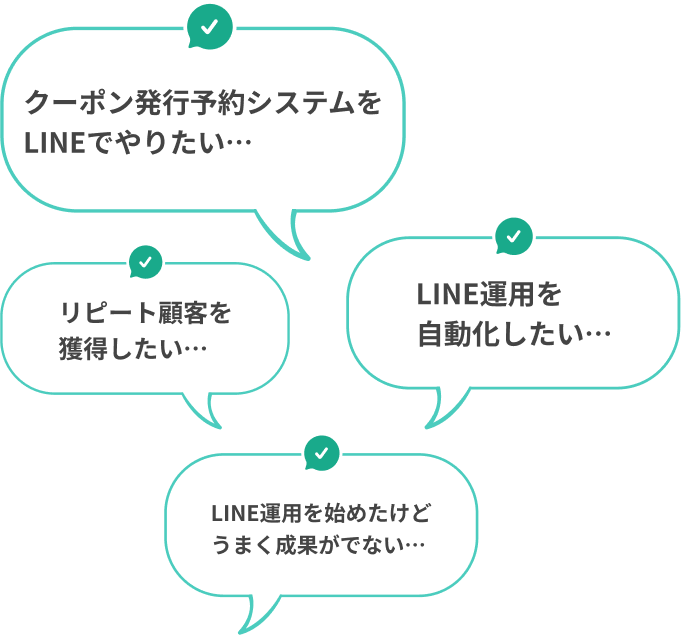 クーポン発行予約システムを
LINEでやりたい…
リピート顧客を
獲得したい…
LINE運用を
自動化したい…
LINE運用を始めたけど
うまく成果がでない…